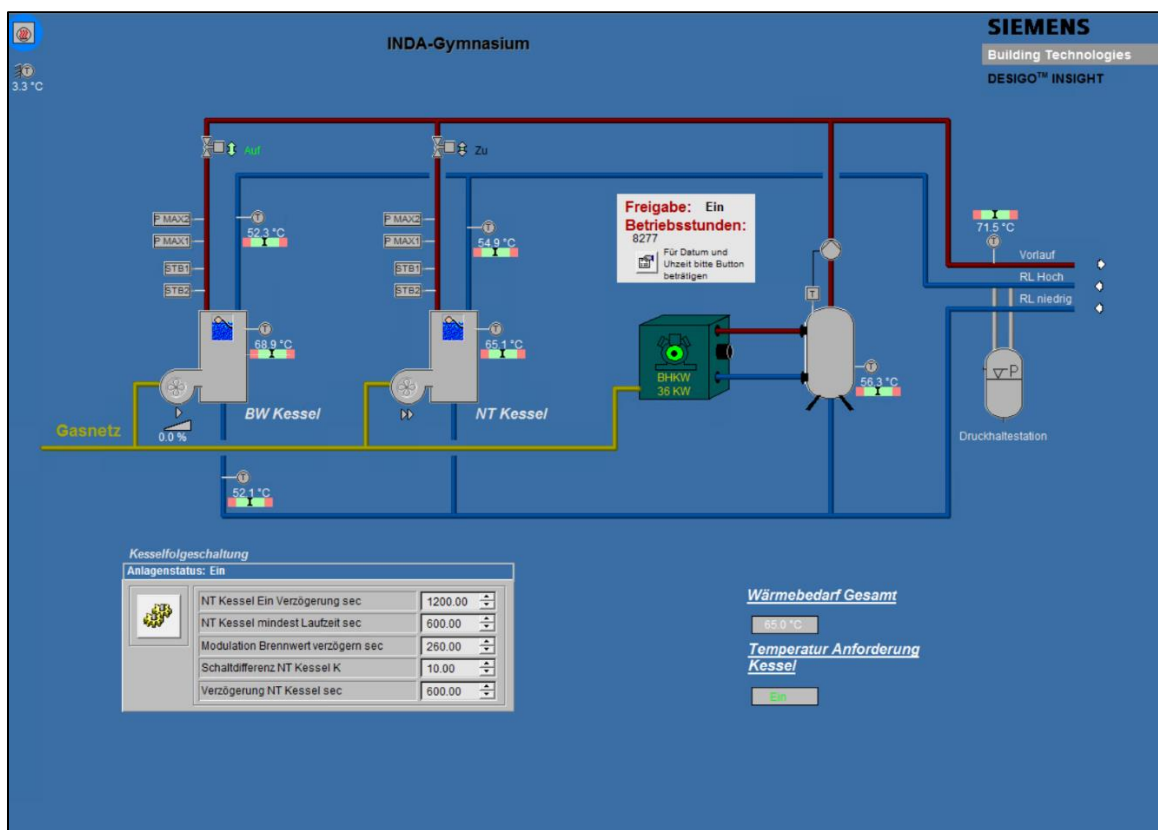 INDA-Gymnasium
SIEMENS
Building Technologies
DESIGO™ INSIGHT
T
3.3 °C
Auf
Zu
P MAX2
P MAX1
STB1
STB2
T
52.3 °C
P MAX2
P MAX1
STB1
STB2
T
54.9 °C
Freigabe: Ein
Betriebsstunden:
8277
Für Datum und
Uhzeit bitte Button
beträtigen
71.5 °C
T
Vorlauf
RL Hoch
RL niedrig
T
68.9 °C
T
65.1 °C
T
BHKW
36 KW
T
56.3 °C
P
Druckhaltestation
BW Kessel
NT Kessel
Gasnetz
0.0 %
T
52.1 °C
Kesselfolgeschaltung
Anlagenstatus: Ein
NT Kessel Ein Verzögerung sec 1200.00
NT Kessel mindest Laufzeit sec 600.00
Modulation Brennwert verzögern sec 260.00
Schaltdifferenz NT Kessel K 10.00
Verzögerung NT Kessel sec 600.00
Wärmebedarf Gesamt
65.0 °C
Temperatur Anforderung
Kessel
Ein